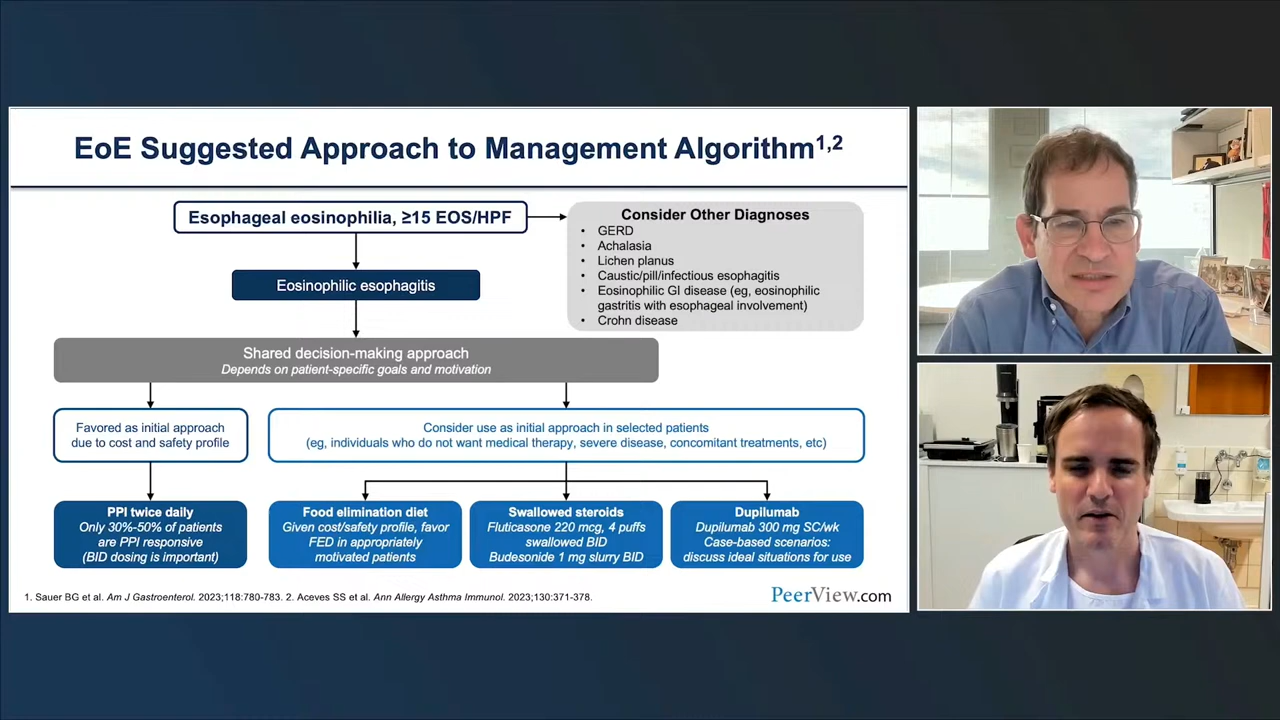 EoE Suggested Approach to Management Algorithm1,2
Esophageal eosinophilia, ≥15 EOS/HPF
Consider Other Diagnoses
• GERD
• Achalasia
• Lichen planus
• Caustic/pill/infectious esophagitis
• Eosinophilic GI disease (eg, eosinophilic
gastritis with esophageal involvement)
• Crohn disease
Eosinophilic esophagitis
Shared decision-making approach
Depends on patient-specific goals and motivation
Favored as initial approach
due to cost and safety profile
Consider use as initial approach in selected patients
(eg, individuals who do not want medical therapy, severe disease, concomitant treatments, etc)
PPI twice daily
Only 30%-50% of patients
are PPI responsive
(BID dosing is important)
Food elimination diet
Given cost/safety profile, favor
FED in appropriately
motivated patients
Swallowed steroids
Fluticasone 220 mcg, 4 puffs
swallowed BID
Budesonide 1 mg slurry BID
Dupilumab
Dupilumab 300 mg SC/wk
Case-based scenarios:
discuss ideal situations for use
1. Sauer BG et al. Am J Gastroenterol. 2023;118:780-783. 2. Aceves SS et al. Ann Allergy Asthma Immunol. 2023;130:371-378.
PeerView.com